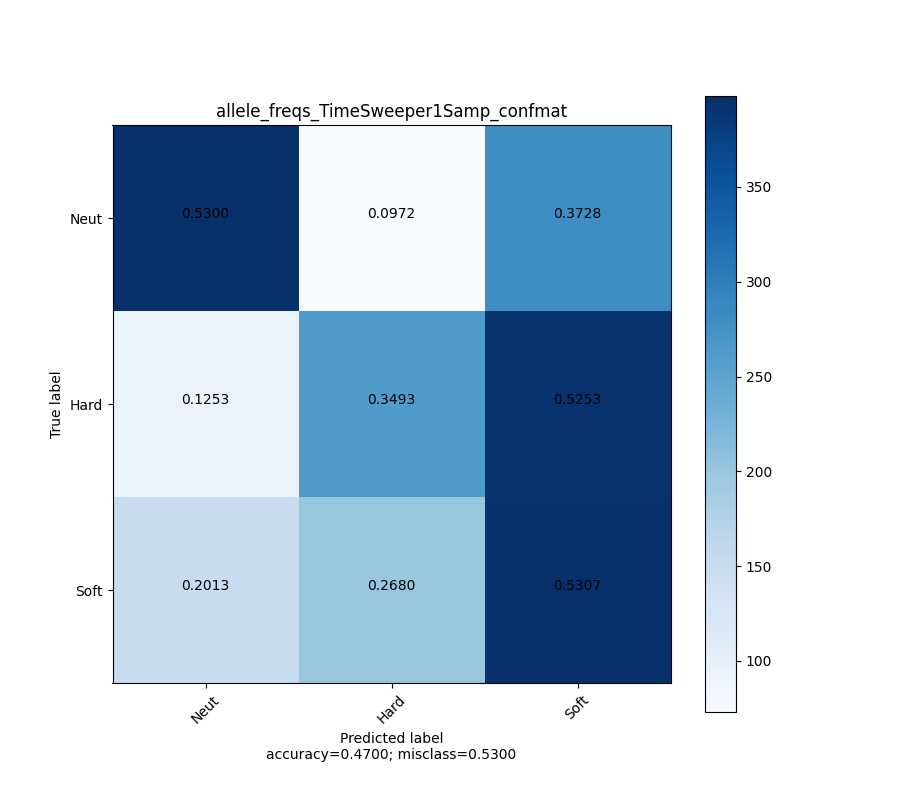 allele_freqs_TimeSweeper1Samp_confmat
Neut 0.5300 0.0972 0.3728
Hard 0.1253 0.3493 0.5253
Soft 0.2013 0.2680 0.5307
True label
Neut Hard Soft
Predicted label
accuracy=0.4700; misclass=0.5300
350
300
250
200
150
100